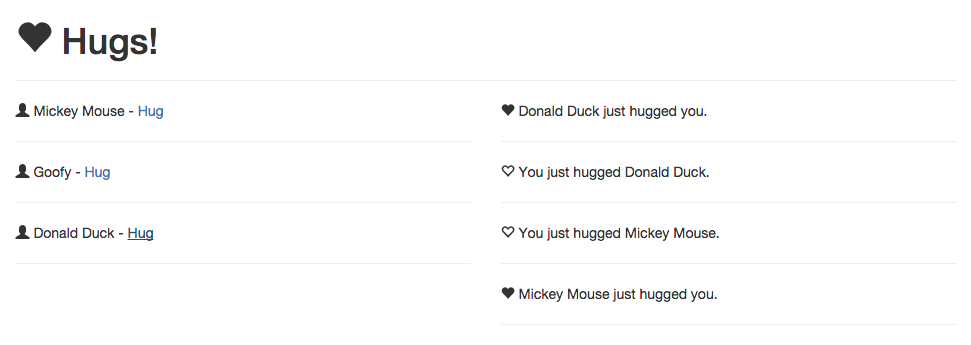 Hugs!
Mickey Mouse - Hug
Goofy - Hug
Donald Duck - Hug
Donald Duck just hugged you.
You just hugged Donald Duck.
You just hugged Mickey Mouse.
Mickey Mouse just hugged you.